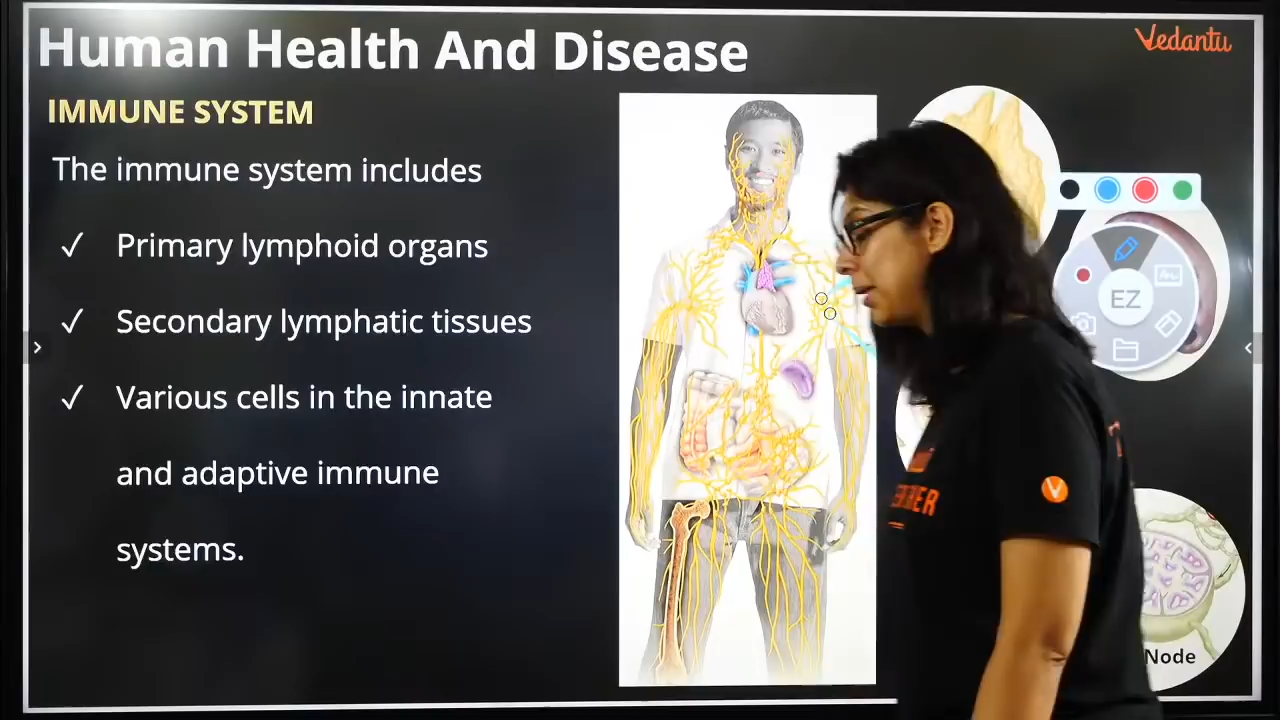 Human Health And Disease
Vedantu
IMMUNE SYSTEM
The immune system includes
✓ Primary lymphoid organs
✓ Secondary lymphatic tissues
✓ Various cells in the innate
and adaptive immune
systems.
EZ
V
Node